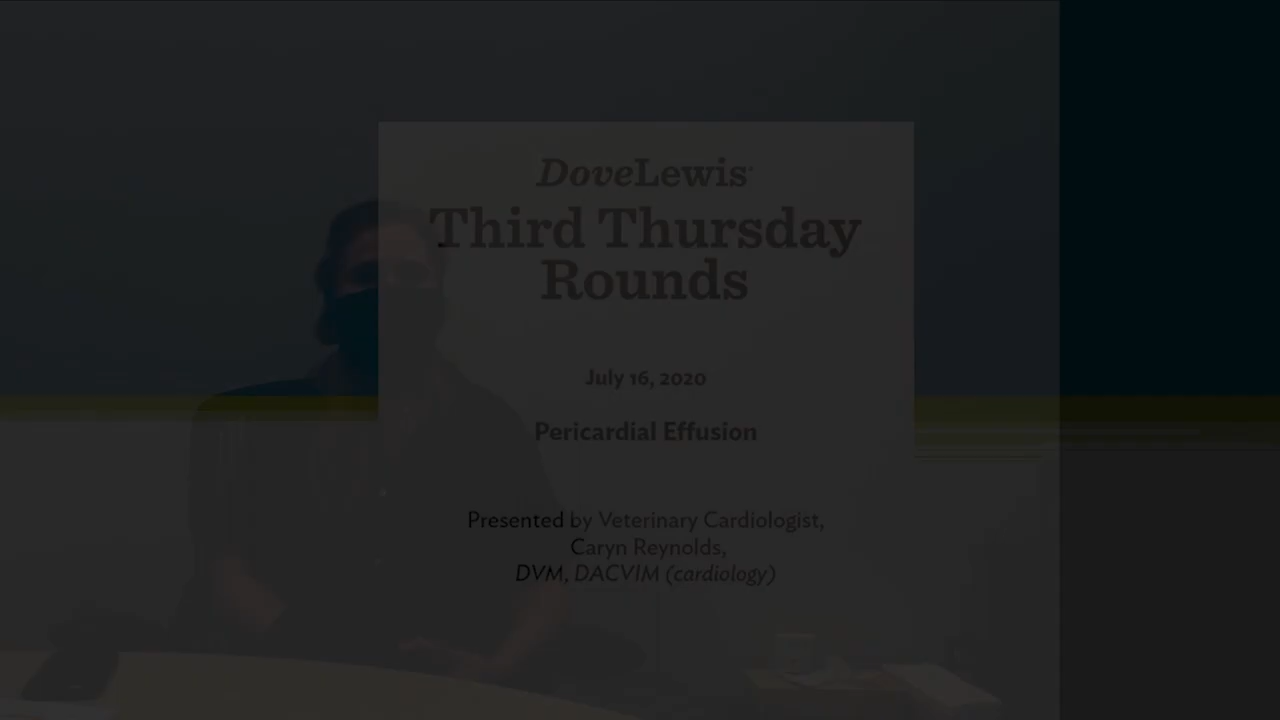 DoveLewis®
Third Thursday
Rounds
July 16, 2020
Pericardial Effusion
Presented by Veterinary Cardiologist,
Caryn Reynolds,
DVM, DACVIM (cardiology)